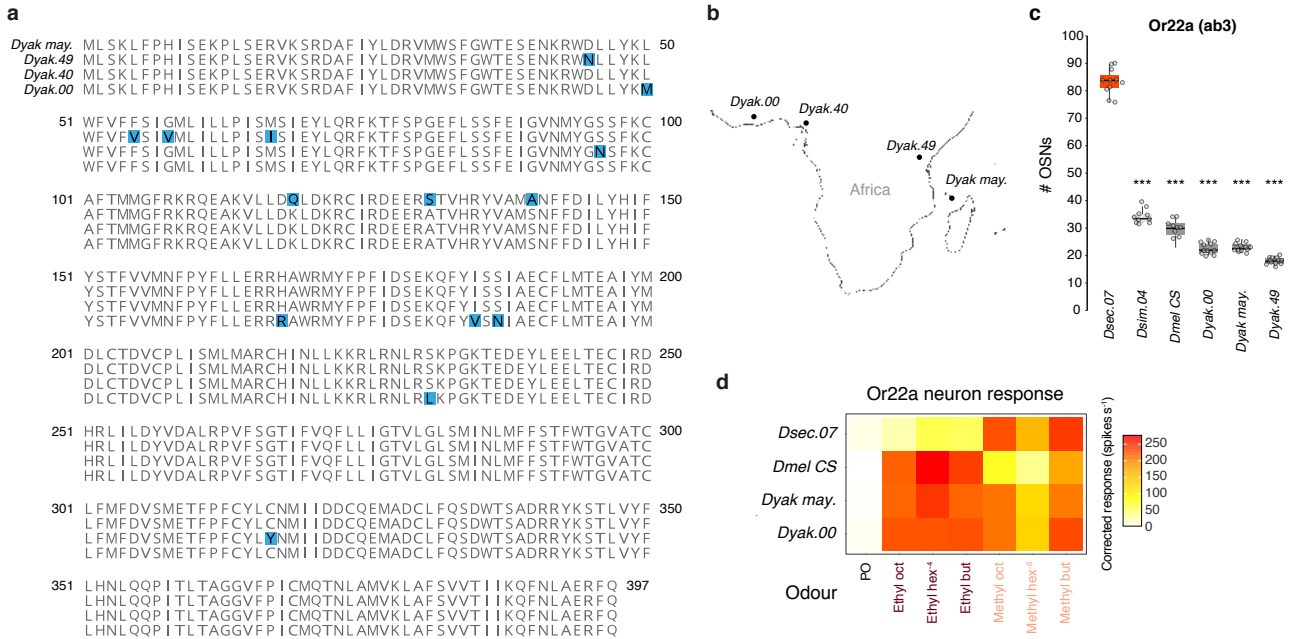 a
Dyak may. MLSKLFPHISEKPLSERVKSRDAFIYLDRVMWSFGWTESENKRWDLLYKL 50
Dyak.49 MLSKLFPHISEKPLSERVKSRDAFIYLDRVMWSFGWTESENKRWNLLYKL
Dyak.40 MLSKLFPHISEKPLSERVKSRDAFIYLDRVMWSFGWTESENKRWDLLYKL
Dyak.00 MLSKLFPHISEKPLSERVKSRDAFIYLDRVMWSFGWTESENKRWDLLYKM
51 WFVFFSIGMLILLPISMSIEYLQRFKTFSPGEFLSSFEIGVNMYGSSFKC 100
WFVFVSIVMLILLPISISIEYLQRFKTFSPGEFLSSFEIGVNMYGSSFKC
WFVFFSIGMLILLPISMSIEYLQRFKTFSPGEFLSSFEIGVNMYGNSFKC
WFVFFSIGMLILLPISMSIEYLQRFKTFSPGEFLSSFEIGVNMYGSSFKC
101 AFTMMGFRKRQEAKVLLDQLDKRCIRDEERSTVHRYVAMANFFDILYHIF 150
AFTMMGFRKRQEAKVLLDKLDKRCIRDEERATVHRYVAMSNFFDILYHIF
AFTMMGFRKRQEAKVLLDKLDKRCIRDEERATVHRYVAMSNFFDILYHIF
AFTMMGFRKRQEAKVLLDKLDKRCIRDEERATVHRYVAMSNFFDILYHIF
151 YSTFVVMNFPYFLLERRHAWRMYFPFIDSEKQFYISSIAECFLMTEAIYM 200
YSTFVVMNFPYFLLERRHAWRMYFPFIDSEKQFYISSIAECFLMTEAIYM
YSTFVVMNFPYFLLERRHAWRMYFPFIDSEKQFYISSIAECFLMTEAIYM
YSTFVVMNFPYFLLERRRAWRMYFPFIDSEKQFYVSNIAECFLMTEAIYM
201 DLCTDVCPLISMLMARCHINLLKKRLRNLRSKPGKTEDEYLEELTECIRD 250
DLCTDVCPLISMLMARCHINLLKKRLRNLRSKPGKTEDEYLEELTECIRD
DLCTDVCPLISMLMARCHINLLKKRLRNLRSKPGKTEDEYLEELTECIRD
DLCTDVCPLISMLMARCHINLLKKRLRNLRLKPGKTEDEYLEELTECIRD
251 HRLILDYVDALRPVFSGTIFVQFLLIGTVLGLSMINLMFFSTFWTGVATC 300
HRLILDYVDALRPVFSGTIFVQFLLIGTVLGLSMINLMFFSTFWTGVATC
HRLILDYVDALRPVFSGTIFVQFLLIGTVLGLSMINLMFFSTFWTGVATC
HRLILDYVDALRPVFSGTIFVQFLLIGTVLGLSMINLMFFSTFWTGVATC
301 LFMFDVSMETFPFCYLCNMIIDDCQEMADCLFQSDWTSADRRYKSTLVYF 350
LFMFDVSMETFPFCYLCNMIIDDCQEMADCLFQSDWTSADRRYKSTLVYF
LFMFDVSMETFPFCYLYNMIIDDCQEMADCLFQSDWTSADRRYKSTLVYF
LFMFDVSMETFPFCYLCNMIIDDCQEMADCLFQSDWTSADRRYKSTLVYF
351 LHNLQQPITLTAGGVFPICMQTNLAMVKLAFSVVTIIKQFNLAERFQ 397
LHNLQQPITLTAGGVFPICMQTNLAMVKLAFSVVTIIKQFNLAERFQ
LHNLQQPITLTAGGVFPICMQTNLAMVKLAFSVVTIIKQFNLAERFQ
LHNLQQPITLTAGGVFPICMQTNLAMVKLAFSVVTIIKQFNLAERFQ
b
Dyak.00
Dyak.40
Dyak.49
Dyak may.
Africa
c
Or22a (ab3)
# OSNs
100
90
80
70
60
50
40
30
20
10
0
*** *** *** *** ***
Dsec.07
Dsim.04
Dmel CS
Dyak.00
Dyak may.
Dyak.49
d
Or22a neuron response
Dsec.07
Dmel CS
Dyak may.
Dyak.00
Odour
PO
Ethyl oct
Ethyl hex⁻⁴
Ethyl but
Methyl oct
Methyl hex⁻⁶
Methyl but
Corrected response (spikes s⁻¹)
250
200
150
100
50
0